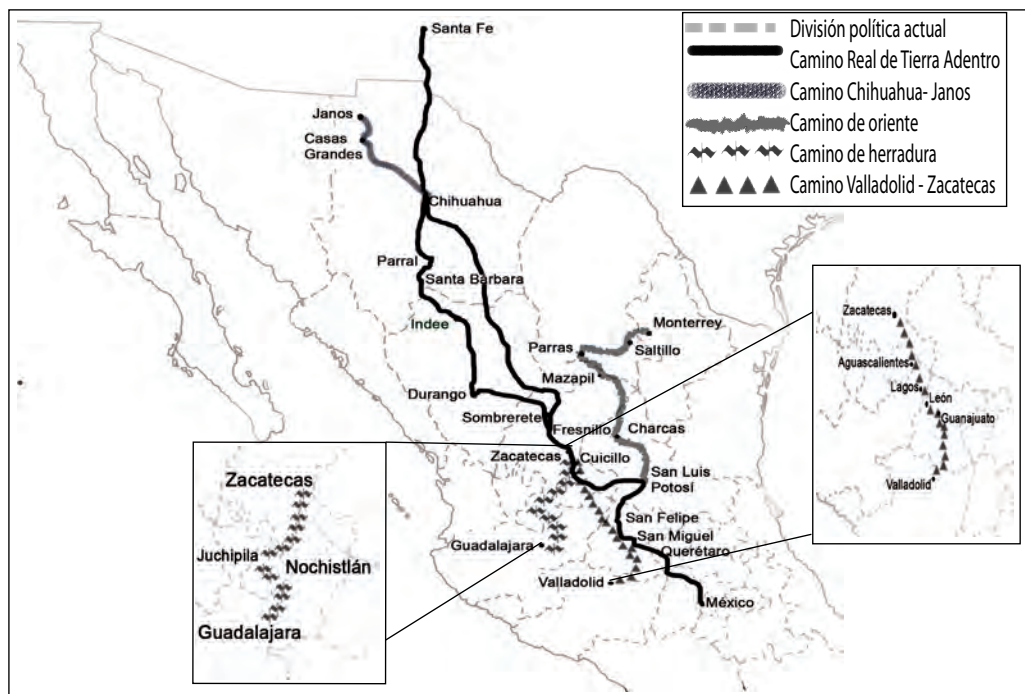 División política actual
Camino Real de Tierra Adentro
Camino Chihuahua- Janos
Camino de oriente
Camino de herradura
Camino Valladolid - Zacatecas
Santa Fe
Janos
Casas
Grandes
Chihuahua
Parral
Santa Barbara
Indee
Monterrey
Parras
Saltillo
Mazapil
Durango
Sombrerete
Fresnillo
Charcas
Zacatecas
Cuicillo
San Luis
Potosí
San Felipe
San Miguel
Querétaro
Guadalajara
Valladolid
México
Zacatecas
Juchipila
Nochistlán
Guadalajara
Zacatecas
Aguascalientes
Lagos
León
Guanajuato
Valladolid